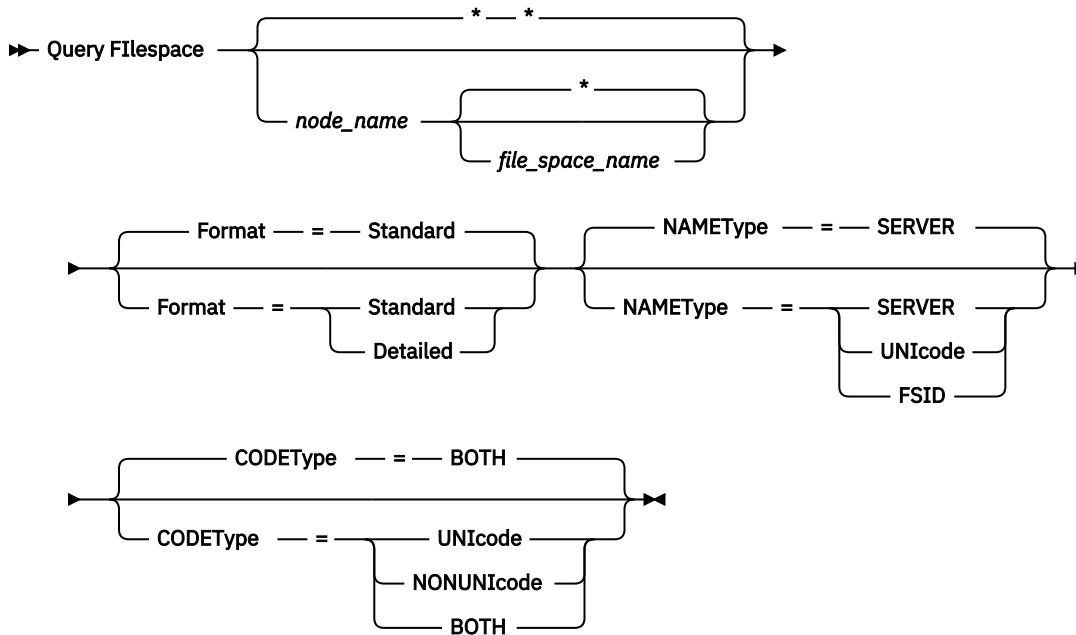 * *
Query FIlespace
*
node_name
file_space_name
Format = Standard NAMEType = SERVER
Format = Standard NAMEType = SERVER
Detailed UNIcode
FSID
CODEType = BOTH
CODEType = UNIcode
NONUNIcode
BOTH